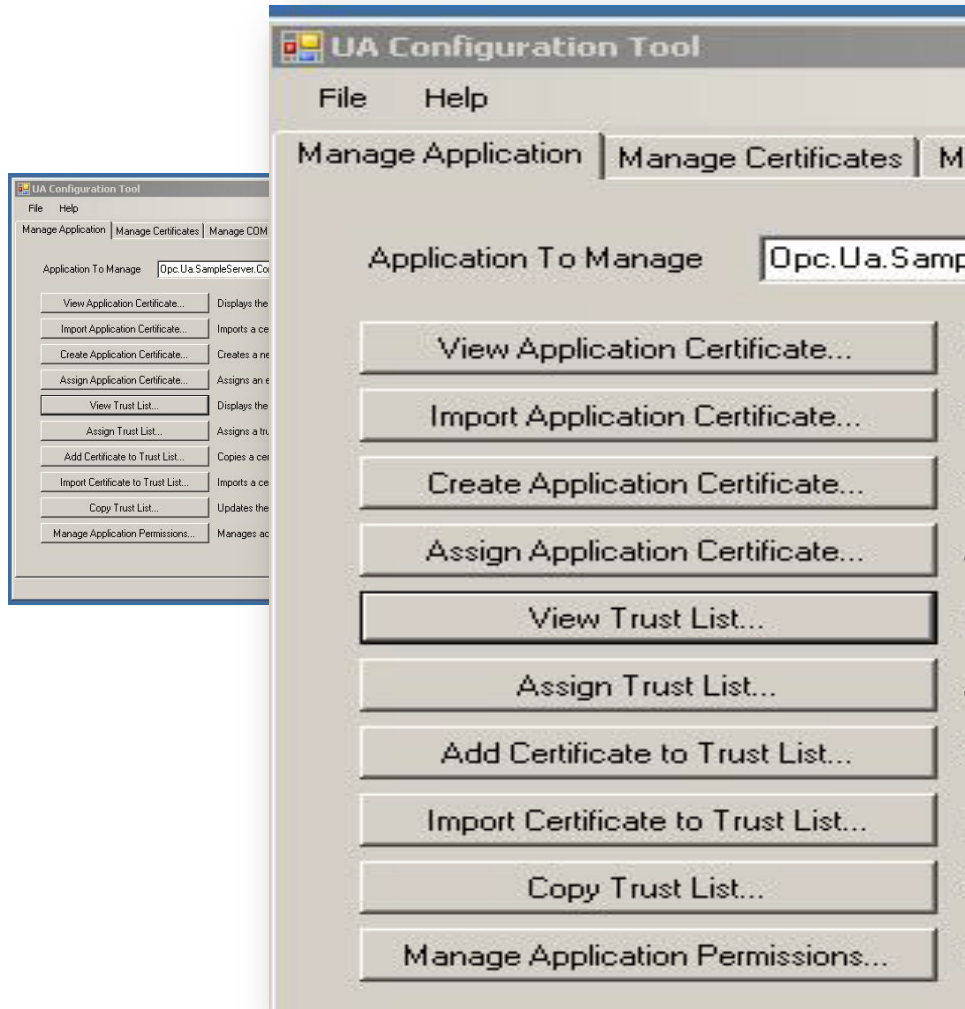 UA Configuration Tool
File Help
Manage Application Manage Certificates Manage COM
Application To Manage Opc.Ua.SampleServer.Co
View Application Certificate... Displays the
Import Application Certificate... Imports a ce
Create Application Certificate... Creates a ne
Assign Application Certificate... Assigns an e
View Trust List... Displays the
Assign Trust List... Assigns a tru
Add Certificate to Trust List... Copies a cer
Import Certificate to Trust List... Imports a ce
Copy Trust List... Updates the
Manage Application Permissions... Manages ac
UA Configuration Tool
File Help
Manage Application Manage Certificates M
Application To Manage Opc.Ua.Samp
View Application Certificate...
Import Application Certificate...
Create Application Certificate...
Assign Application Certificate...
View Trust List...
Assign Trust List...
Add Certificate to Trust List...
Import Certificate to Trust List...
Copy Trust List...
Manage Application Permissions...